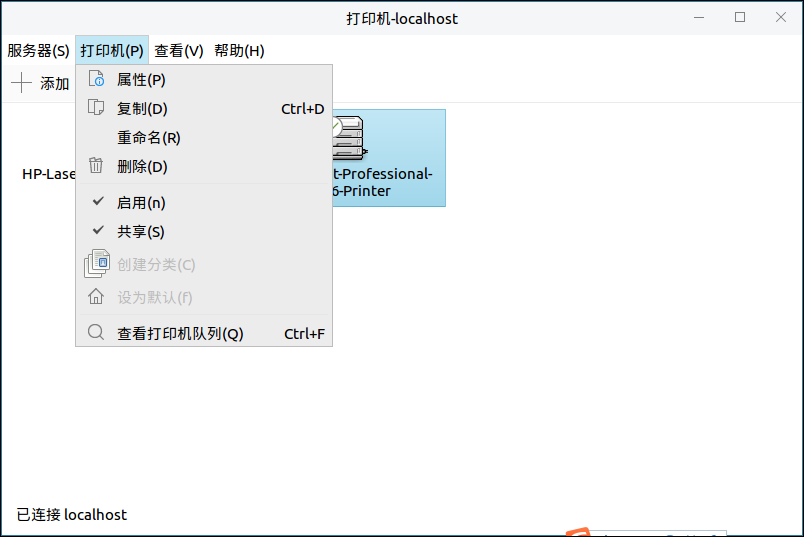 打印机-localhost
服务器(S) 打印机(P) 查看(V) 帮助(H)
添加
属性(P)
复制(D) Ctrl+D
重命名(R)
删除(D)
启用(n)
共享(S)
创建分类(C)
设为默认(f)
查看打印机队列(Q) Ctrl+F
HP-Lase
t-Professional-
6-Printer
已连接 localhost